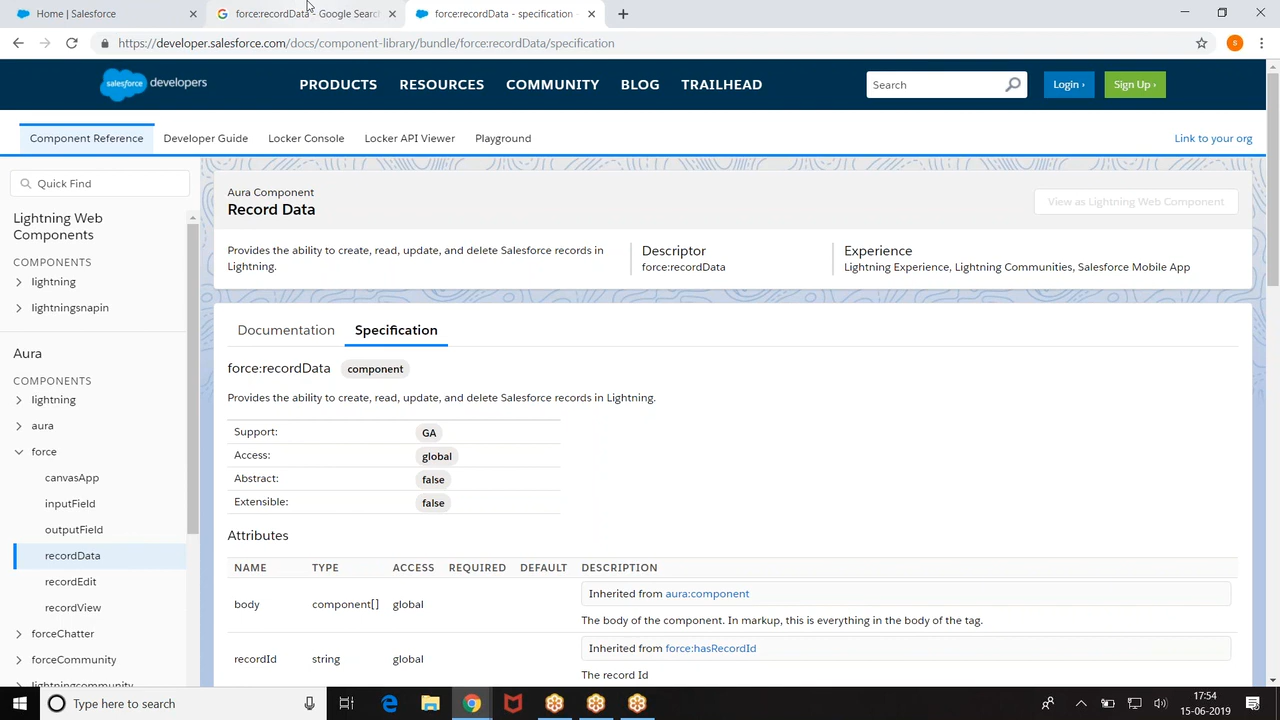 Home | Salesforce
force:recordData - Google Search
force:recordData - specification -
https://developer.salesforce.com/docs/component-library/bundle/force:recordData/specification
S
salesforce developers
PRODUCTS RESOURCES COMMUNITY BLOG TRAILHEAD
Search
Login ›
Sign Up ›
Component Reference Developer Guide Locker Console Locker API Viewer Playground
Link to your org
Quick Find
Lightning Web
Components
COMPONENTS
lightning
lightningsnapin
Aura
COMPONENTS
lightning
aura
force
canvasApp
inputField
outputField
recordData
recordEdit
recordView
forceChatter
forceCommunity
lightningcommunity
Aura Component
Record Data
View as Lightning Web Component
Provides the ability to create, read, update, and delete Salesforce records in
Lightning.
Descriptor
force:recordData
Experience
Lightning Experience, Lightning Communities, Salesforce Mobile App
Documentation Specification
force:recordData component
Provides the ability to create, read, update, and delete Salesforce records in Lightning.
Support: GA
Access: global
Abstract: false
Extensible: false
Attributes
NAME TYPE ACCESS REQUIRED DEFAULT DESCRIPTION
body component[] global
Inherited from aura:component
The body of the component. In markup, this is everything in the body of the tag.
recordId string global
Inherited from force:hasRecordId
The record Id
Type here to search
17:54
15-06-2019